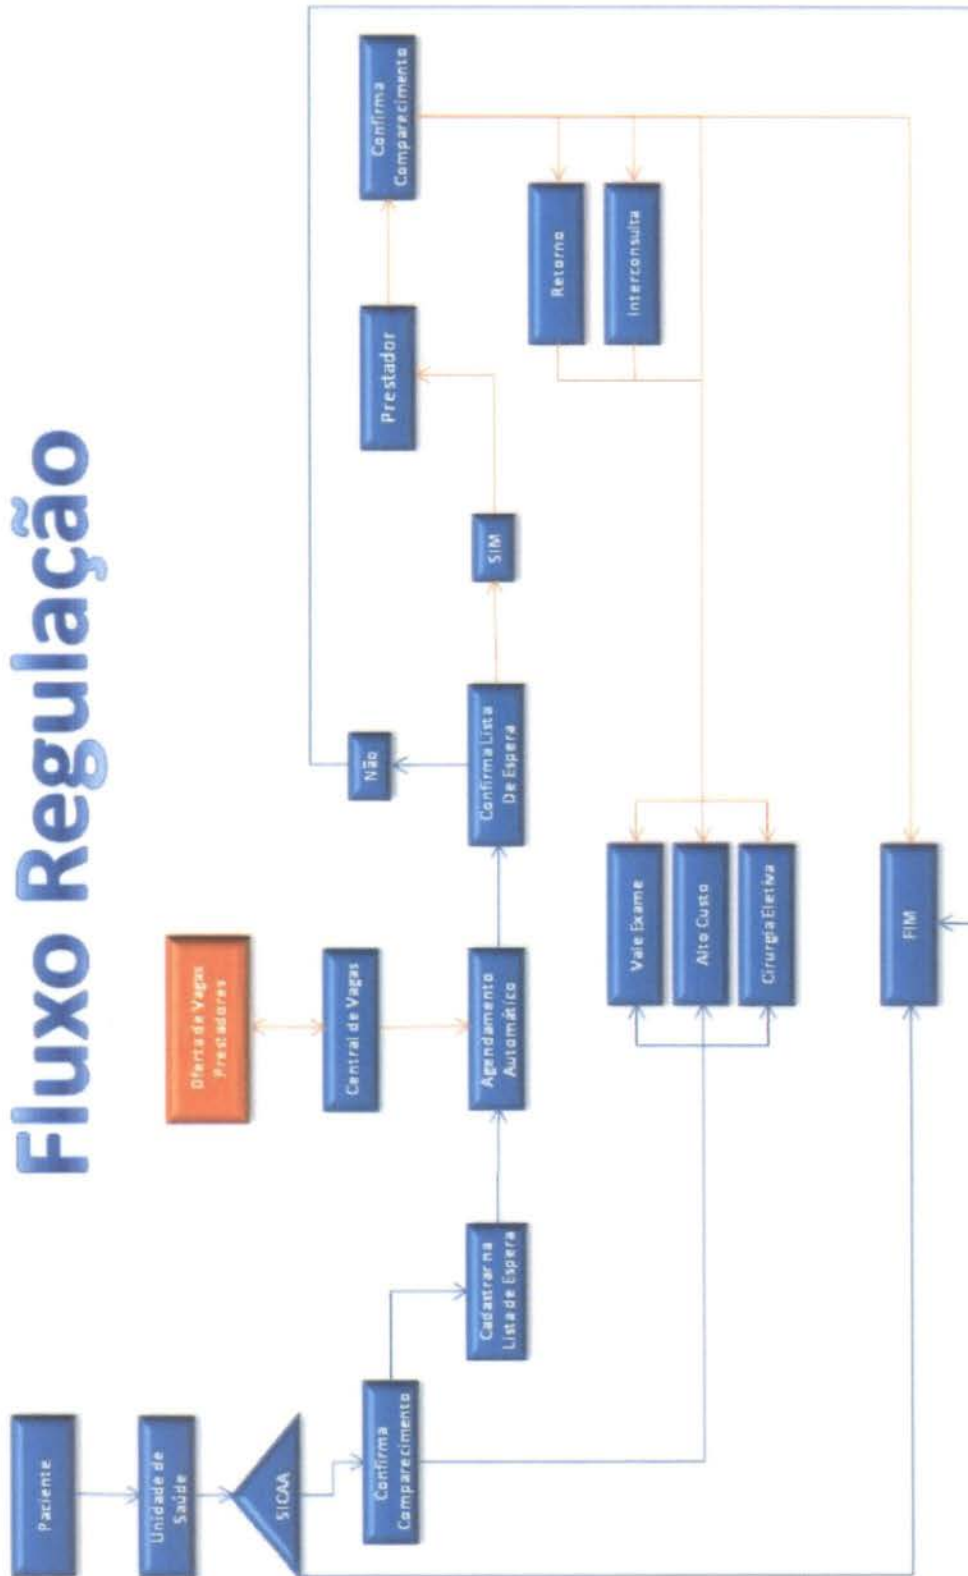 Fluxo Regulação
Paciente
Unidade de
Saúde
SICAA
Confirma
Comparecimento
Cadastrar na
Lista de Espera
Oferta de Vagas
Prestadores
Central de Vagas
Agendamento
Automático
Confirma Lista
De Espera
Não
SIM
Prestador
Confirma
Comparecimento
Retorno
Interconsulta
Vale Exame
Alto Custo
Cirurgia Eletiva
FIM